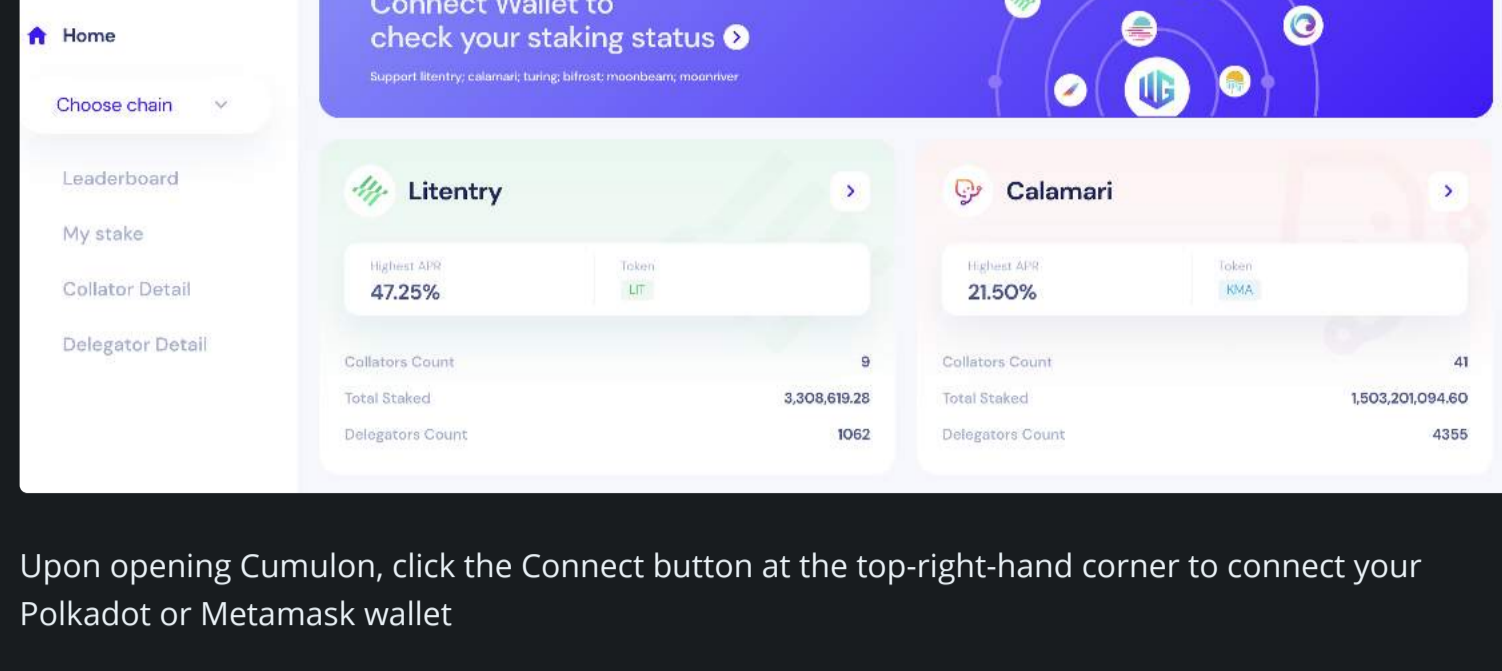 Connect Wallet to
check your staking status
Support litentry; calamari; turing; bifrost; moonbeam; moonriver
Home
Choose chain
Leaderboard
My stake
Collator Detail
Delegator Detail
Litentry
Highest APR
Token
47.25%
LIT
Collators Count
9
Total Staked
3,308,619.28
Delegators Count
1062
Calamari
Highest APR
Token
21.50%
KMA
Collators Count
41
Total Staked
1,503,201,094.60
Delegators Count
4355
Upon opening Cumulon, click the Connect button at the top-right-hand corner to connect your
Polkadot or Metamask wallet